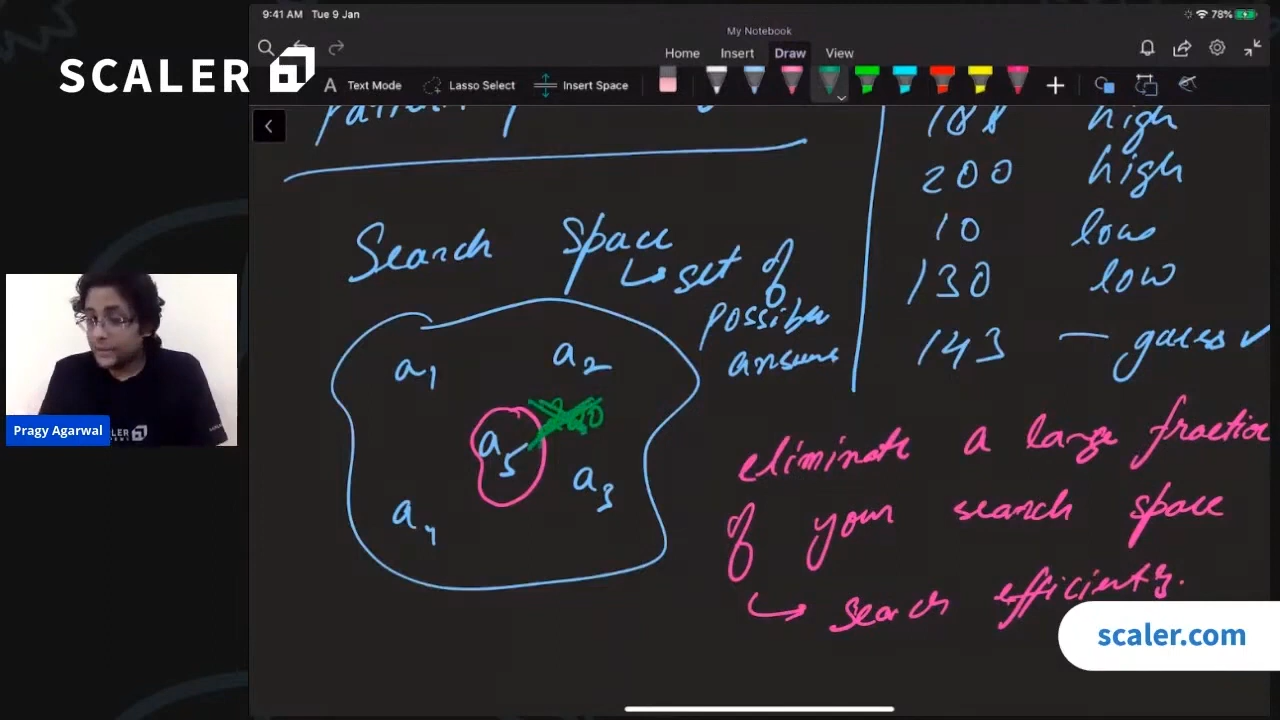 9:41 AM Tue 9 Jan
78%
My Notebook
SCALER
Home Insert Draw View
A Text Mode Lasso Select Insert Space +
188 high
200 high
10 low
130 low
143 — guess ✓
Search Space
↳ set of
possible
answers
a1 a2
a5
a3
a4
eliminate a large fraction
of your search space
↳ search efficiently.
Pragy Agarwal
scaler.com